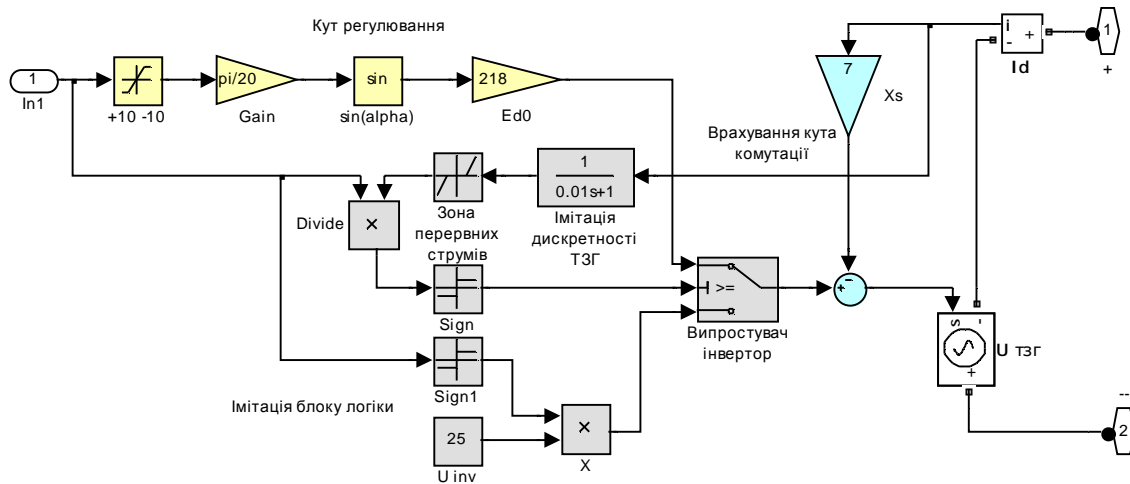 Кут регулювання
1
In1
+10 -10
pi/20
Gain
sin
sin(alpha)
218
Ed0
7
Xs
i
-
+
Id
1
+
Врахування кута
комутації
Divide
×
Зона
перервних
струмів
1
0.01s+1
Імітація
дискретності
ТЗГ
Sign
>=
Випростувач
інвертор
+
-
s
-
+
U тзг
Sign1
Імітація блоку логіки
25
U inv
×
X
--
2